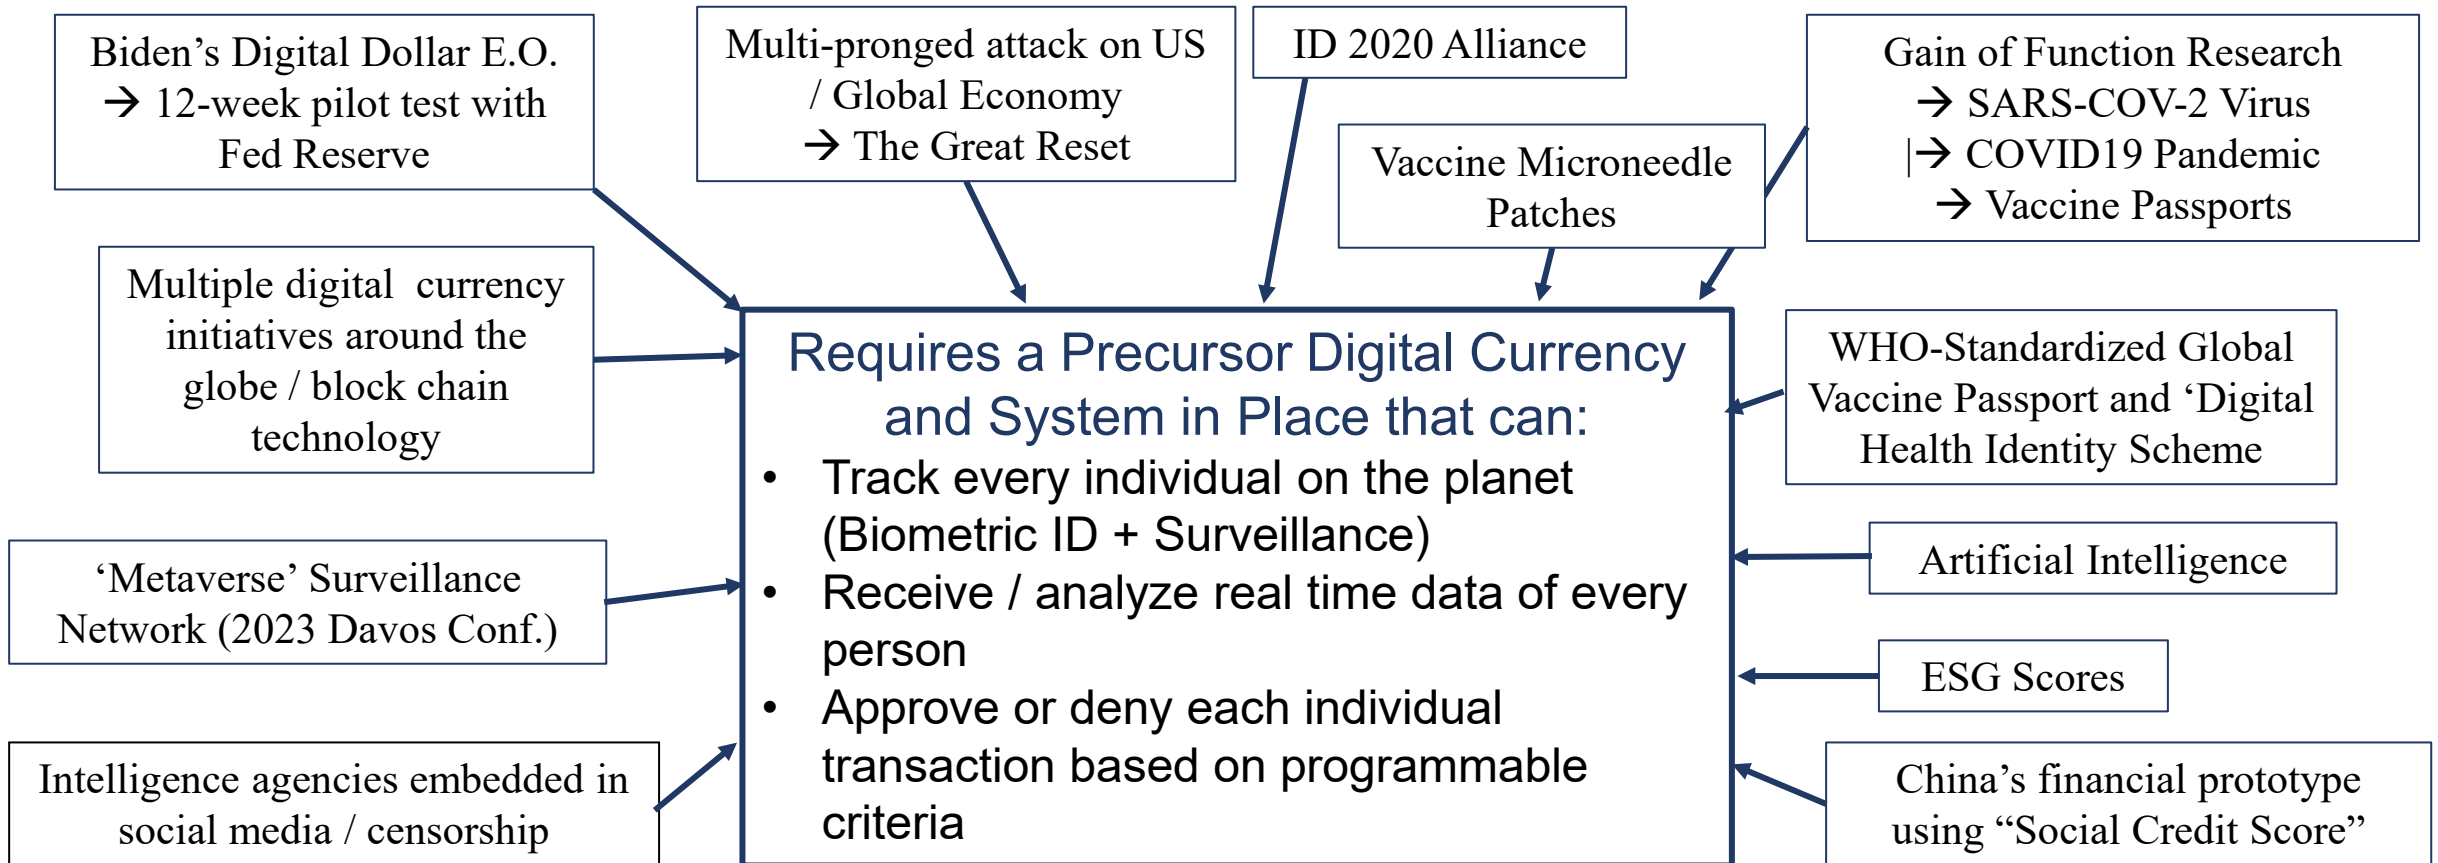 Biden’s Digital Dollar E.O.
→ 12-week pilot test with
Fed Reserve
Multi-pronged attack on US
/ Global Economy
→ The Great Reset
ID 2020 Alliance
Vaccine Microneedle
Patches
Gain of Function Research
→ SARS-COV-2 Virus
|→ COVID19 Pandemic
→ Vaccine Passports
Multiple digital  currency
initiatives around the
globe / block chain
technology
‘Metaverse’ Surveillance
Network (2023 Davos Conf.)
Intelligence agencies embedded in
social media / censorship
Requires a Precursor Digital Currency
and System in Place that can:
• Track every individual on the planet
(Biometric ID + Surveillance)
• Receive / analyze real time data of every
person
• Approve or deny each individual
transaction based on programmable
criteria
WHO-Standardized Global
Vaccine Passport and ‘Digital
Health Identity Scheme
Artificial Intelligence
ESG Scores
China’s financial prototype
using “Social Credit Score”